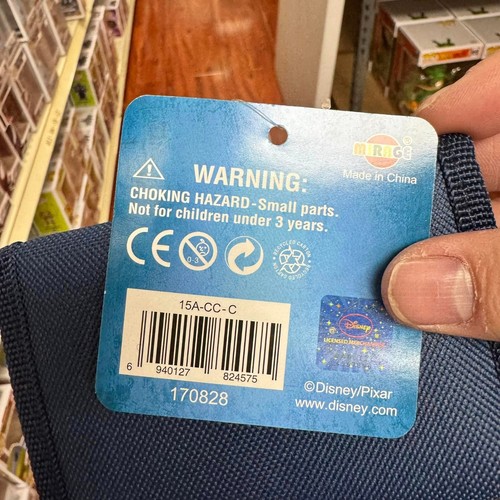 MIRAGE
Made in China
WARNING:
CHOKING HAZARD-Small parts.
Not for children under 3 years.
CE
0-3
15A-CC-C
6 940127 824575
170828
Disney
LICENSED MERCHANDISE
©Disney/Pixar
www.disney.com